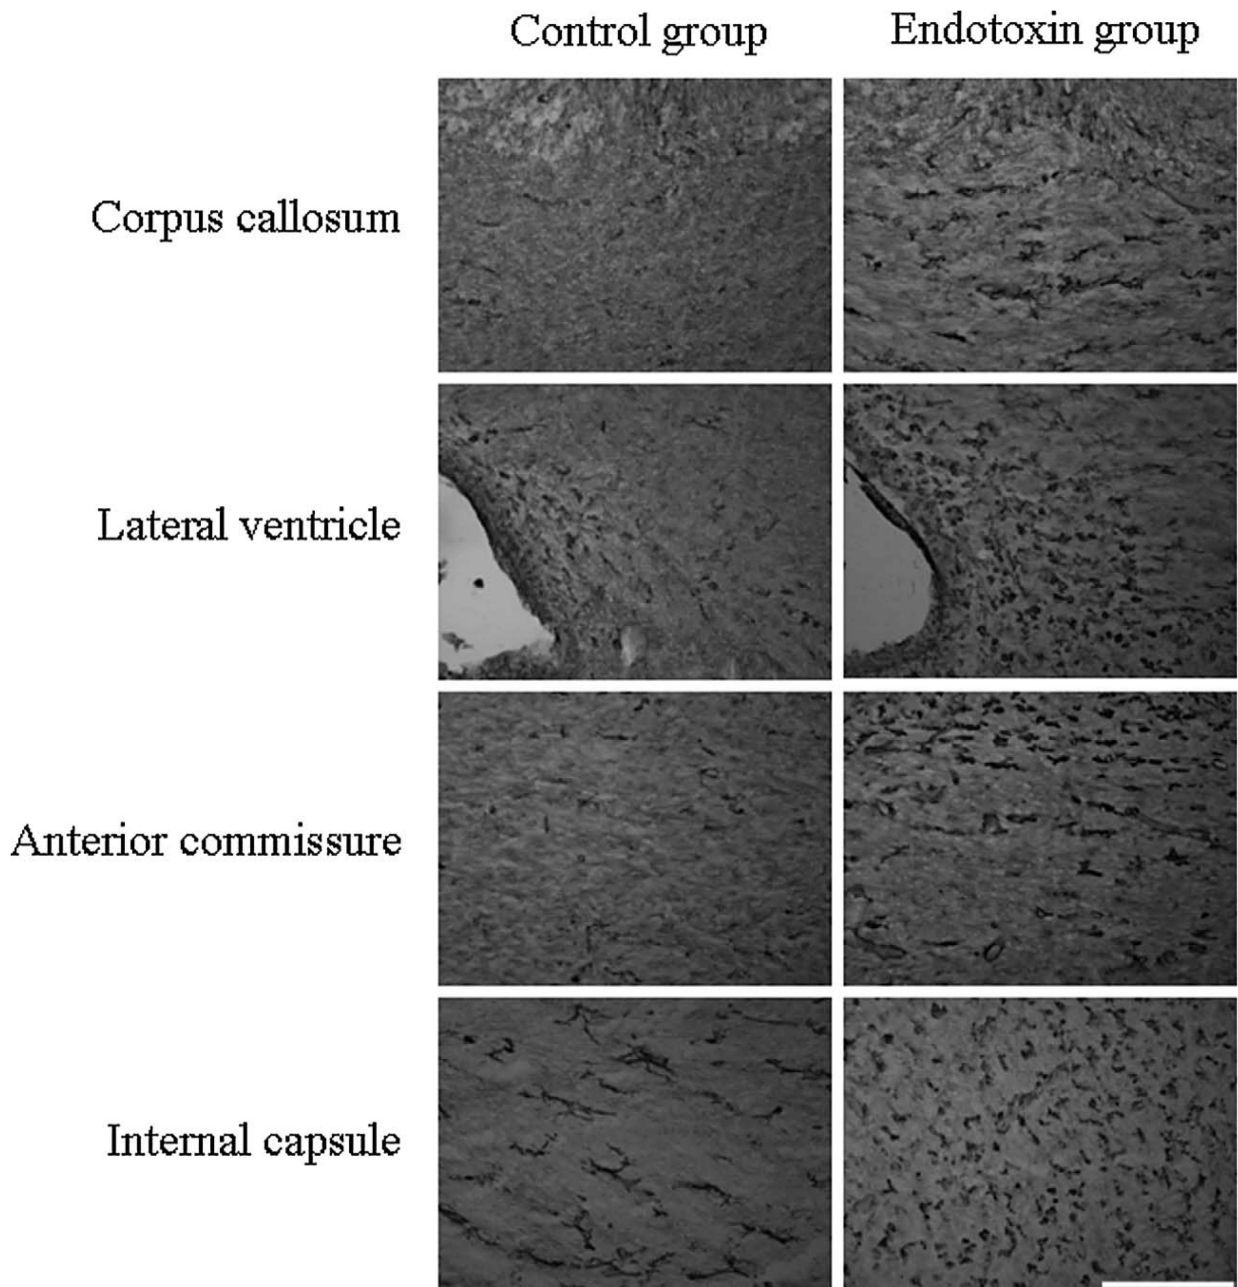 Control group
Endotoxin group
Corpus callosum
Lateral ventricle
Anterior commissure
Internal capsule